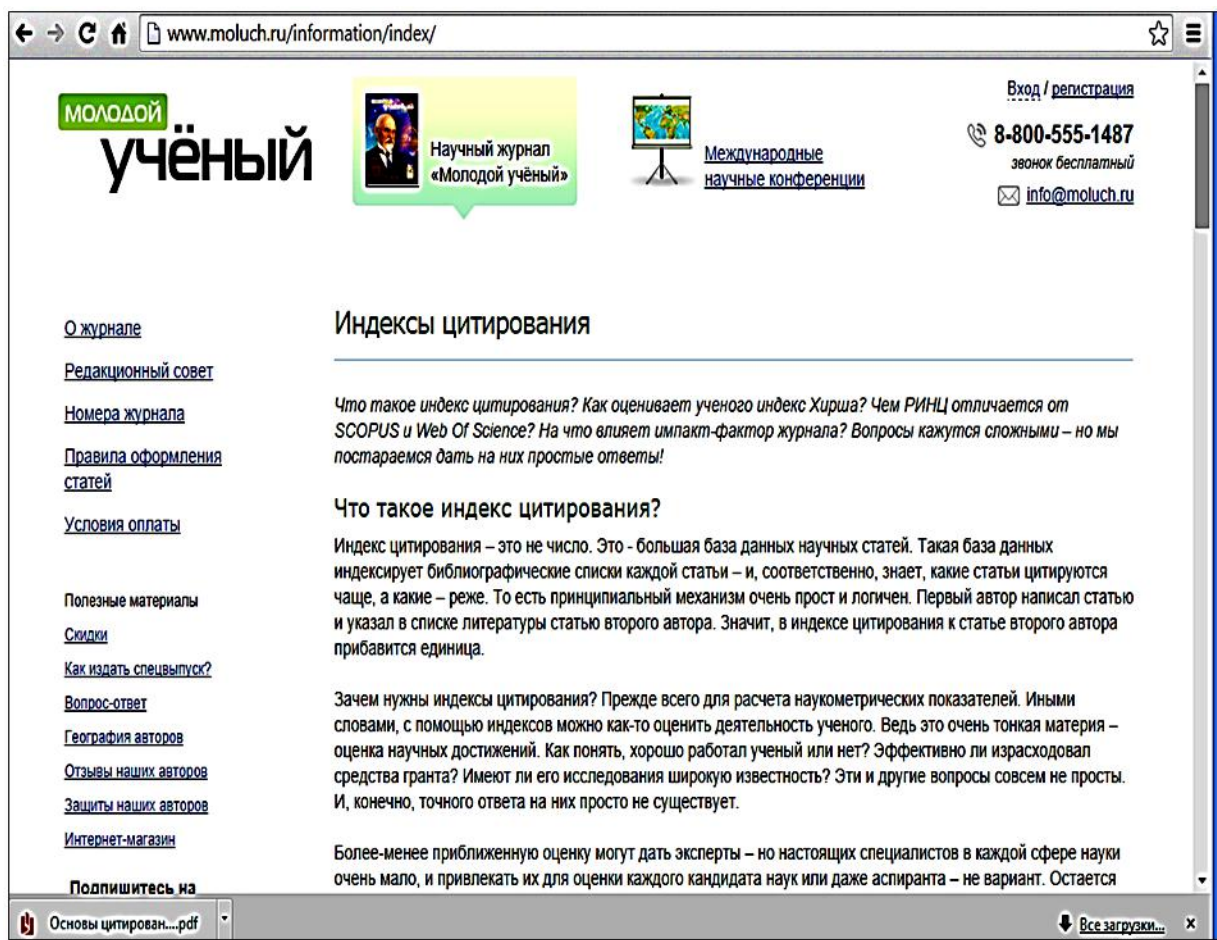 www.moluch.ru/information/index/
молодой
учёный
Научный журнал
«Молодой учёный»
Международные
научные конференции
Вход / регистрация
8-800-555-1487
звонок бесплатный
info@moluch.ru
О журнале
Редакционный совет
Номера журнала
Правила оформления
статей
Условия оплаты
Полезные материалы
Скидки
Как издать спецвыпуск?
Вопрос-ответ
География авторов
Отзывы наших авторов
Защиты наших авторов
Интернет-магазин
Подпишитесь на
Индексы цитирования
Что такое индекс цитирования? Как оценивает ученого индекс Хирша? Чем РИНЦ отличается от
SCOPUS и Web Of Science? На что влияет импакт-фактор журнала? Вопросы кажутся сложными – но мы
постараемся дать на них простые ответы!
Что такое индекс цитирования?
Индекс цитирования – это не число. Это - большая база данных научных статей. Такая база данных
индексирует библиографические списки каждой статьи – и, соответственно, знает, какие статьи цитируются
чаще, а какие – реже. То есть принципиальный механизм очень прост и логичен. Первый автор написал статью
и указал в списке литературы статью второго автора. Значит, в индексе цитирования к статье второго автора
прибавится единица.
Зачем нужны индексы цитирования? Прежде всего для расчета наукометрических показателей. Иными
словами, с помощью индексов можно как-то оценить деятельность ученого. Ведь это очень тонкая материя –
оценка научных достижений. Как понять, хорошо работал ученый или нет? Эффективно ли израсходовал
средства гранта? Имеют ли его исследования широкую известность? Эти и другие вопросы совсем не просты.
И, конечно, точного ответа на них просто не существует.
Более-менее приближенную оценку могут дать эксперты – но настоящих специалистов в каждой сфере науки
очень мало, и привлекать их для оценки каждого кандидата наук или даже аспиранта – не вариант. Остается
Основы цитирован....pdf
Все загрузки...